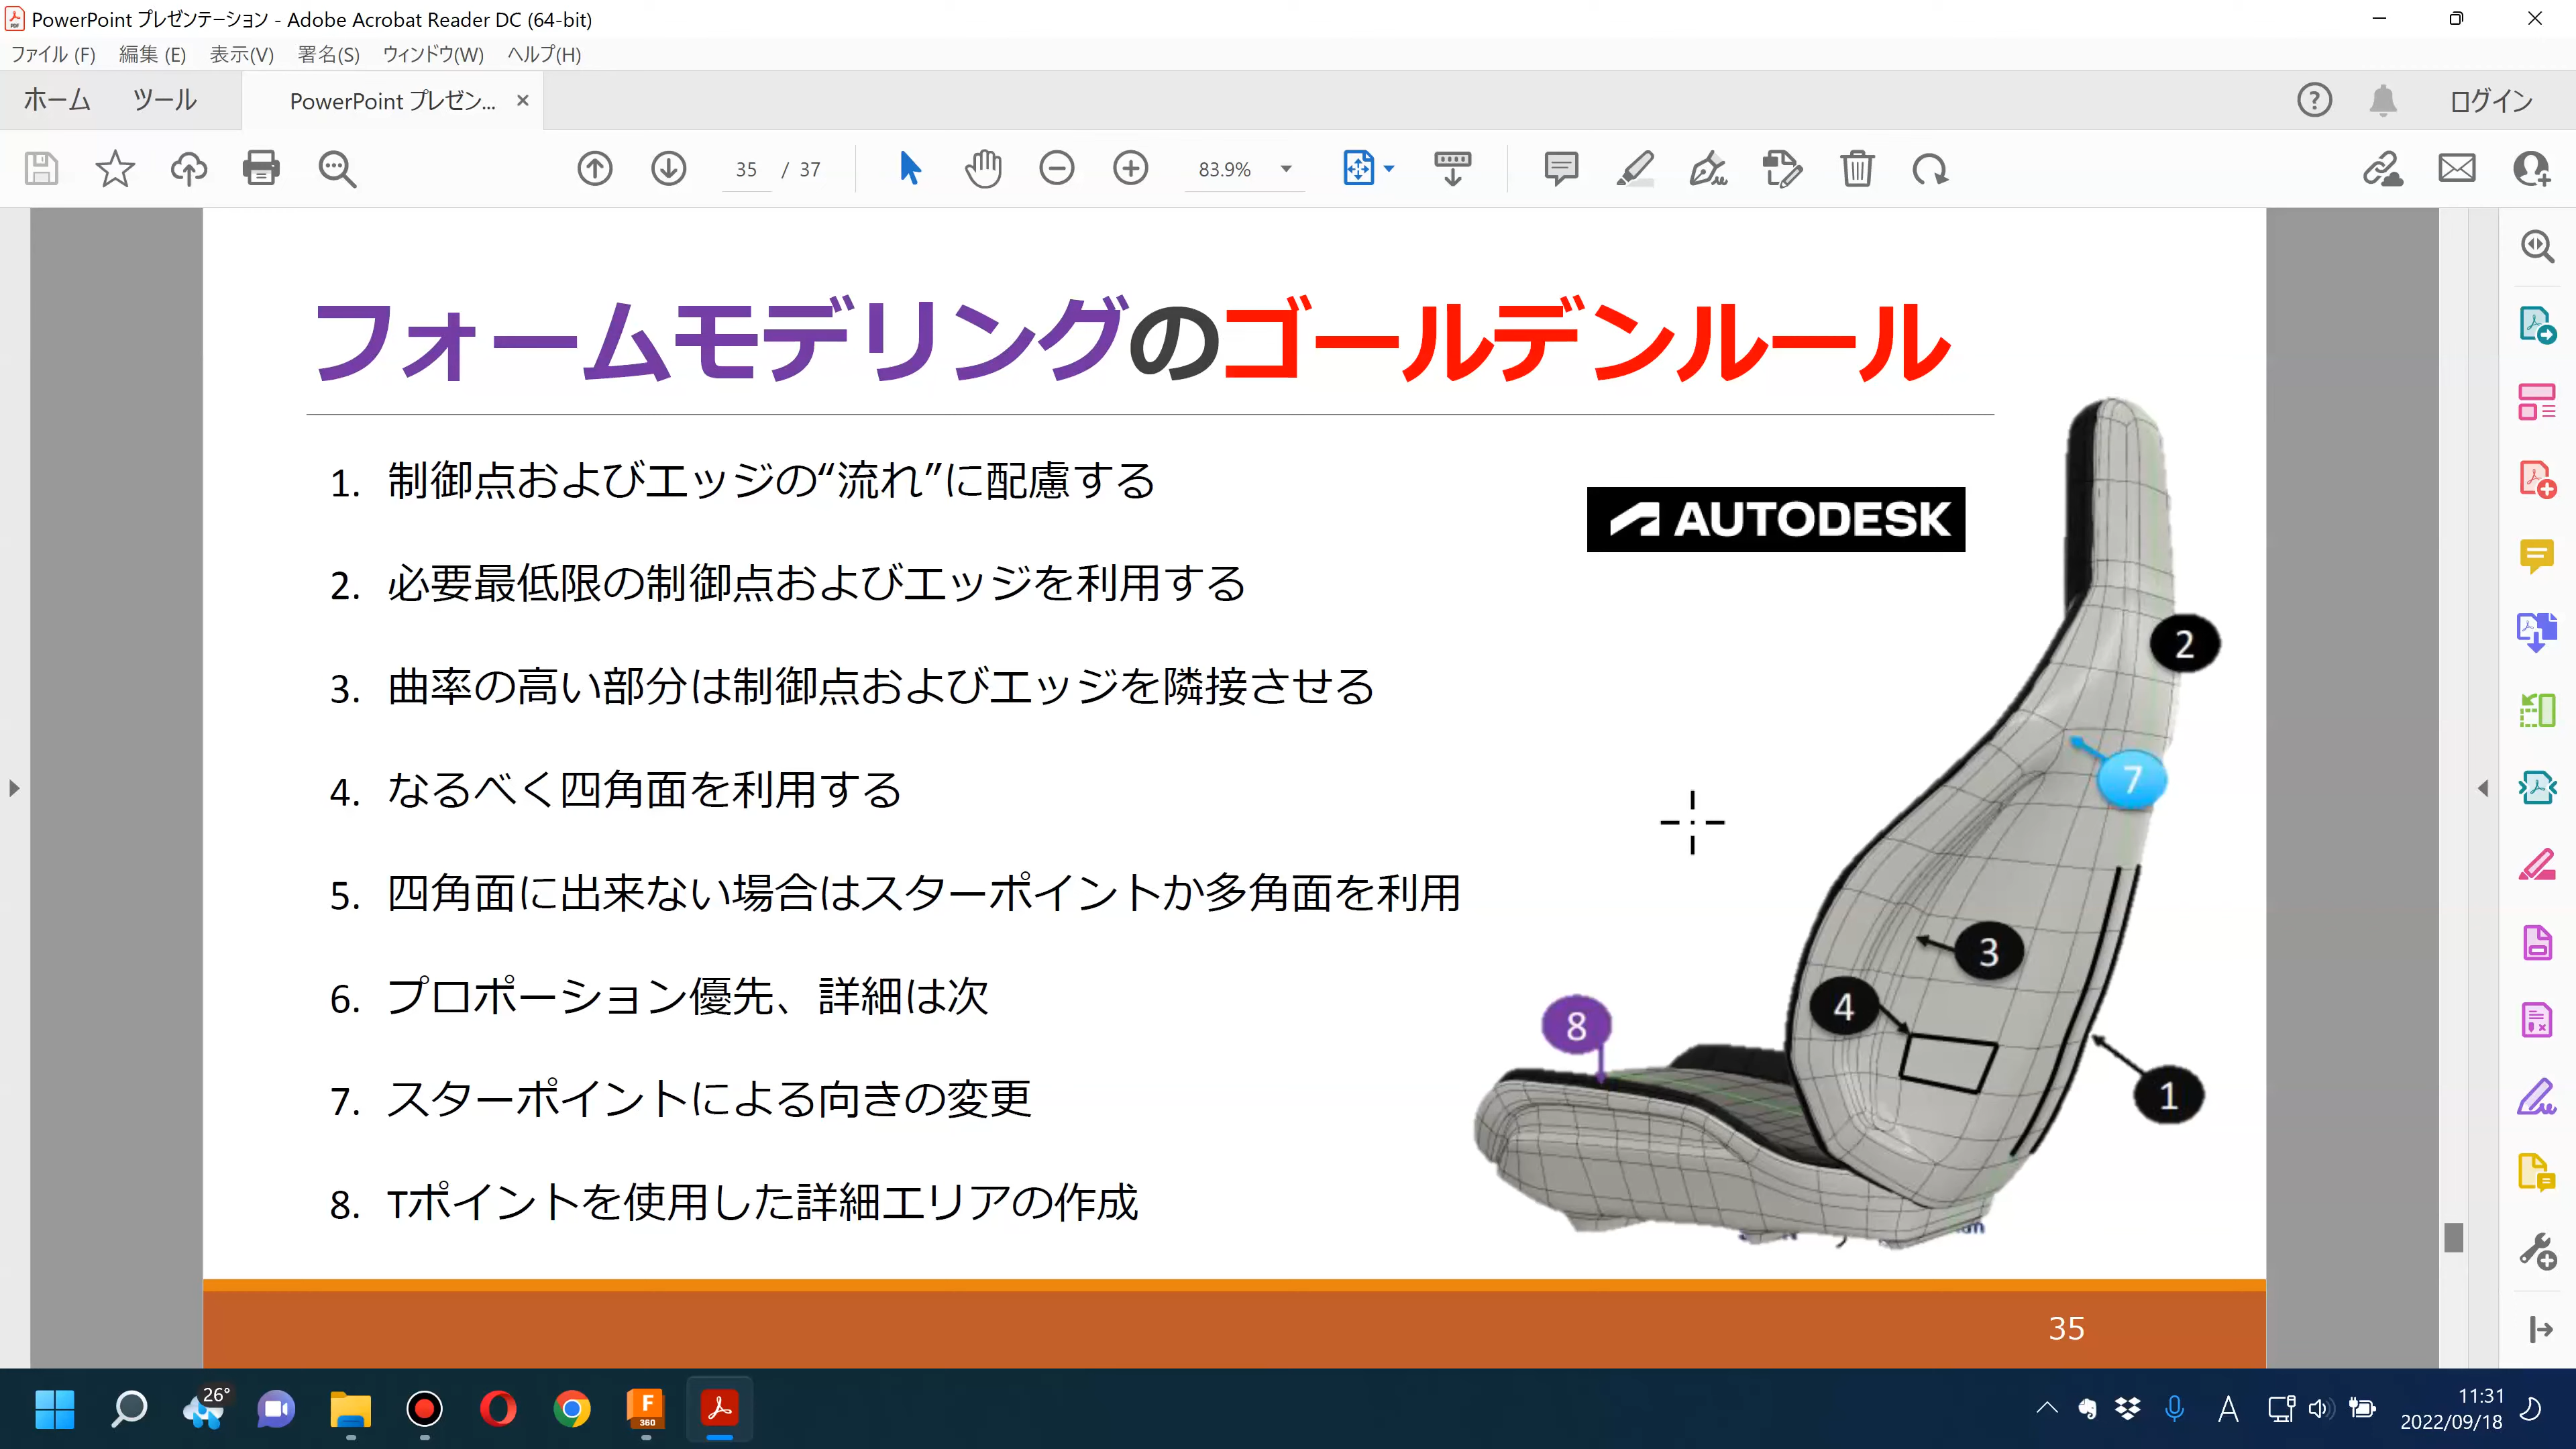 PowerPoint プレゼンテーション - Adobe Acrobat Reader DC (64-bit)
ファイル (F) 編集 (E) 表示(V) 署名(S) ウィンドウ(W) ヘルプ(H)
ホーム ツール PowerPoint プレゼン... ログイン
35 / 37 83.9%
フォームモデリングのゴールデンルール
1. 制御点およびエッジの“流れ”に配慮する
AUTODESK
2. 必要最低限の制御点およびエッジを利用する
2
3. 曲率の高い部分は制御点およびエッジを隣接させる
7
4. なるべく四角面を利用する
5. 四角面に出来ない場合はスターポイントか多角面を利用
3
4
6. プロポーション優先、詳細は次
8
1
7. スターポイントによる向きの変更
8. Tポイントを使用した詳細エリアの作成
35
26°
F
360
A
11:31
2022/09/18